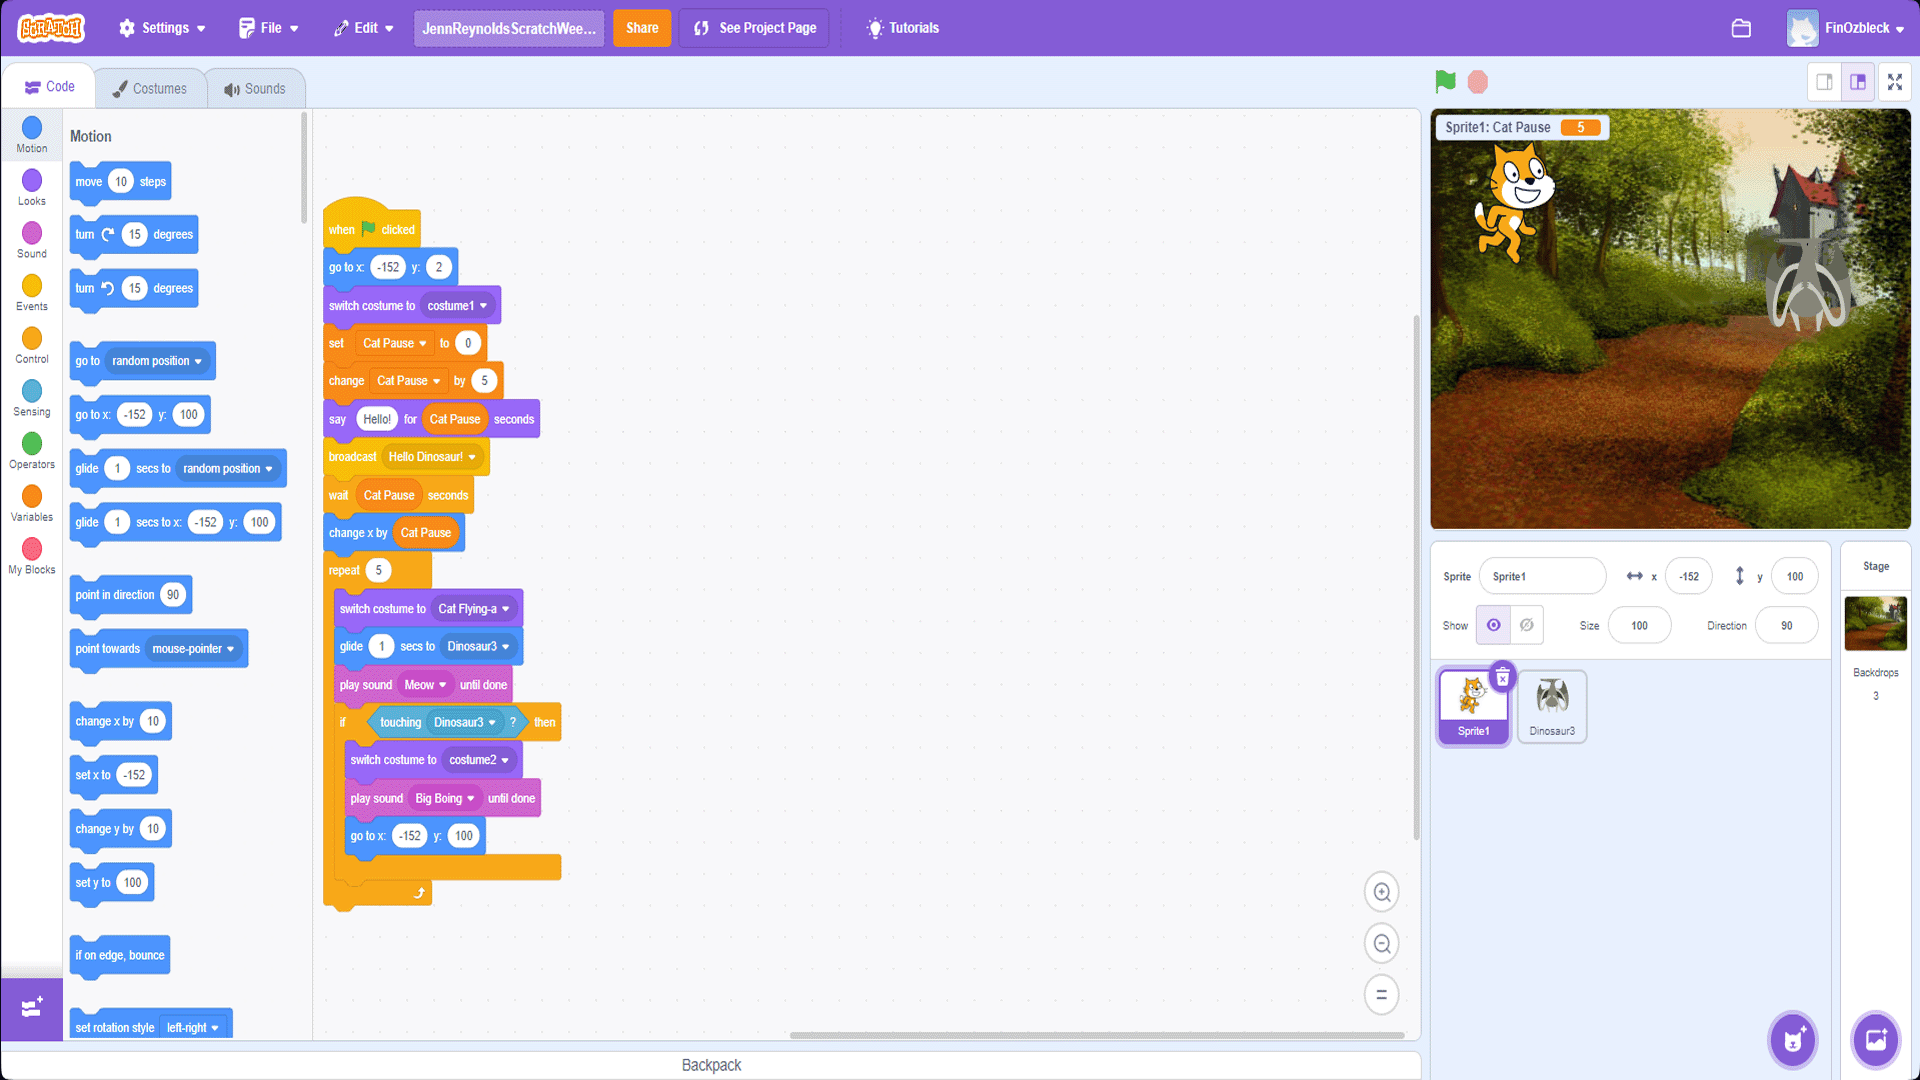 SCRATCH Settings File Edit JennReynoldsScratchWee... Share See Project Page Tutorials FinOzbleck
Code Costumes Sounds
Motion
Looks
Sound
Events
Control
Sensing
Operators
Variables
My Blocks
Motion
move 10 steps
turn 15 degrees
turn 15 degrees
go to random position
go to x: -152 y: 100
glide 1 secs to random position
glide 1 secs to x: -152 y: 100
point in direction 90
point towards mouse-pointer
change x by 10
set x to -152
change y by 10
set y to 100
if on edge, bounce
set rotation style left-right
when clicked
go to x: -152 y: 2
switch costume to costume1
set Cat Pause to 0
change Cat Pause by 5
say Hello! for Cat Pause seconds
broadcast Hello Dinosaur!
wait Cat Pause seconds
change x by Cat Pause
repeat 5
switch costume to Cat Flying-a
glide 1 secs to Dinosaur3
play sound Meow until done
if touching Dinosaur3 ? then
switch costume to costume2
play sound Big Boing until done
go to x: -152 y: 100
Backpack
Sprite1: Cat Pause 5
Sprite Sprite1 x -152 y 100
Show Size 100 Direction 90
Sprite1
Dinosaur3
Stage
Backdrops
3